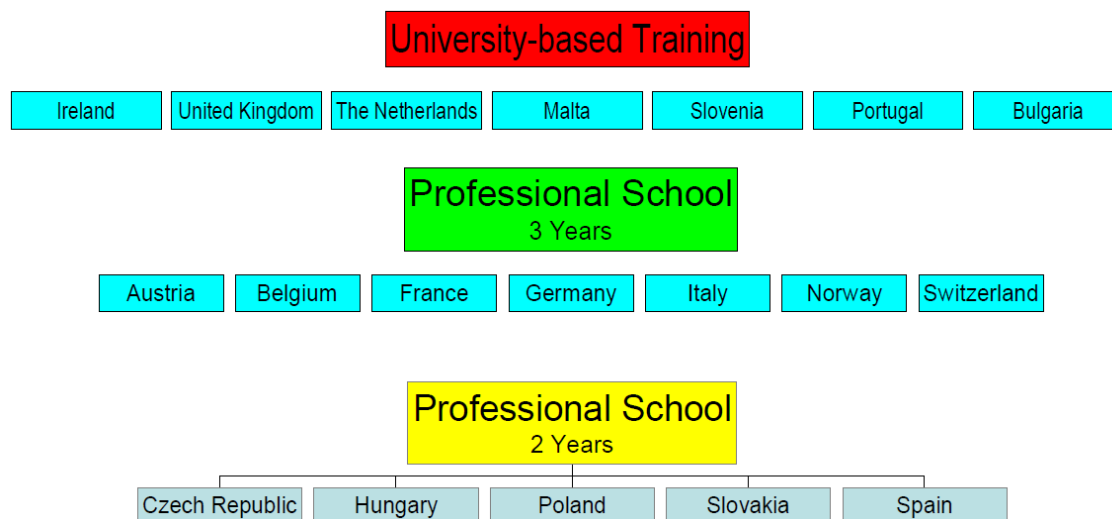 University-based Training
Ireland United Kingdom The Netherlands Malta Slovenia Portugal Bulgaria
Professional School
3 Years
Austria Belgium France Germany Italy Norway Switzerland
Professional School
2 Years
Czech Republic Hungary Poland Slovakia Spain